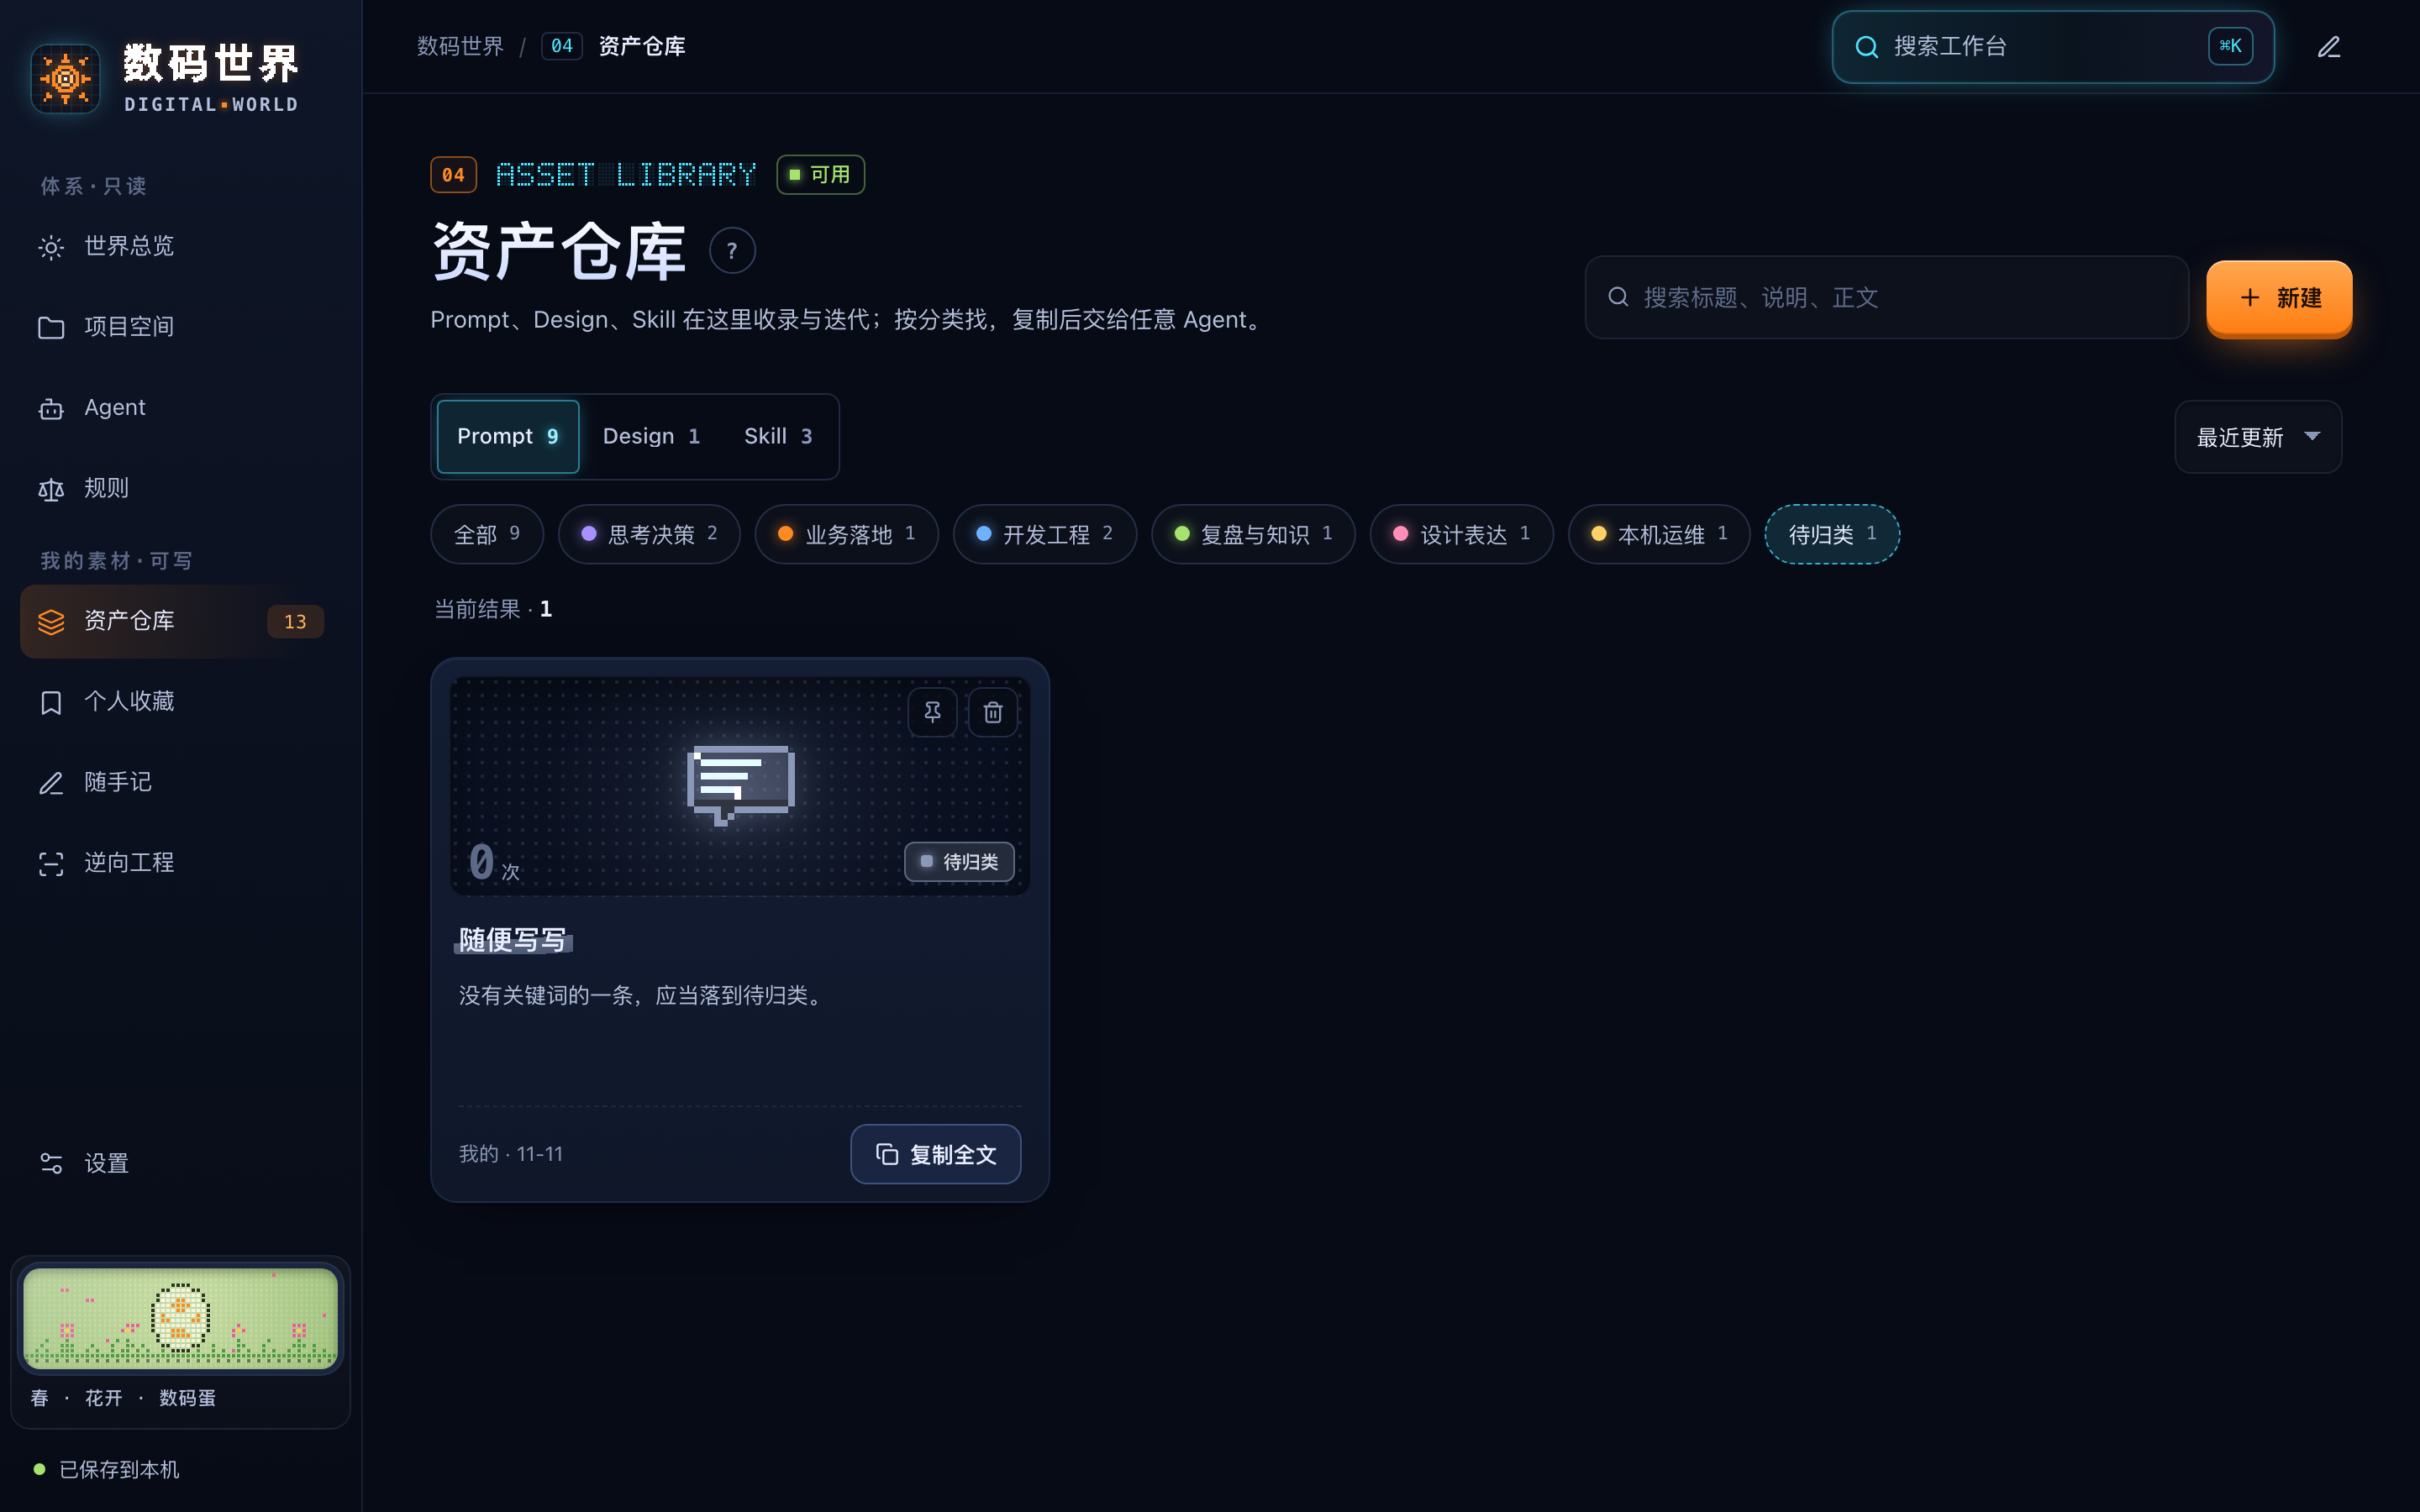 数码世界
DIGITAL·WORLD
体系·只读
世界总览
项目空间
Agent
规则
我的素材·可写
资产仓库 13
个人收藏
随手记
逆向工程
设置
春 · 花开 · 数码蛋
已保存到本机
数码世界 / 04 资产仓库
搜索工作台 ⌘K
04 ASSET LIBRARY 可用
资产仓库 ?
Prompt、Design、Skill 在这里收录与迭代；按分类找，复制后交给任意 Agent。
搜索标题、说明、正文
新建
Prompt 9 Design 1 Skill 3
最近更新
全部 9 思考决策 2 业务落地 1 开发工程 2 复盘与知识 1 设计表达 1 本机运维 1 待归类 1
当前结果 · 1
0 次
待归类
随便写写
没有关键词的一条，应当落到待归类。
我的 · 11-11
复制全文